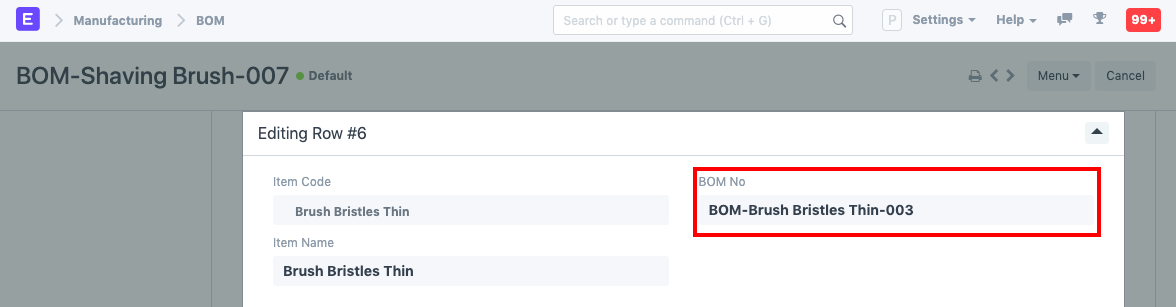 E Manufacturing BOM Search or type a command (Ctrl + G) P Settings Help 99+
BOM-Shaving Brush-007 Default Menu Cancel
Editing Row #6
Item Code
Brush Bristles Thin
BOM No
BOM-Brush Bristles Thin-003
Item Name
Brush Bristles Thin